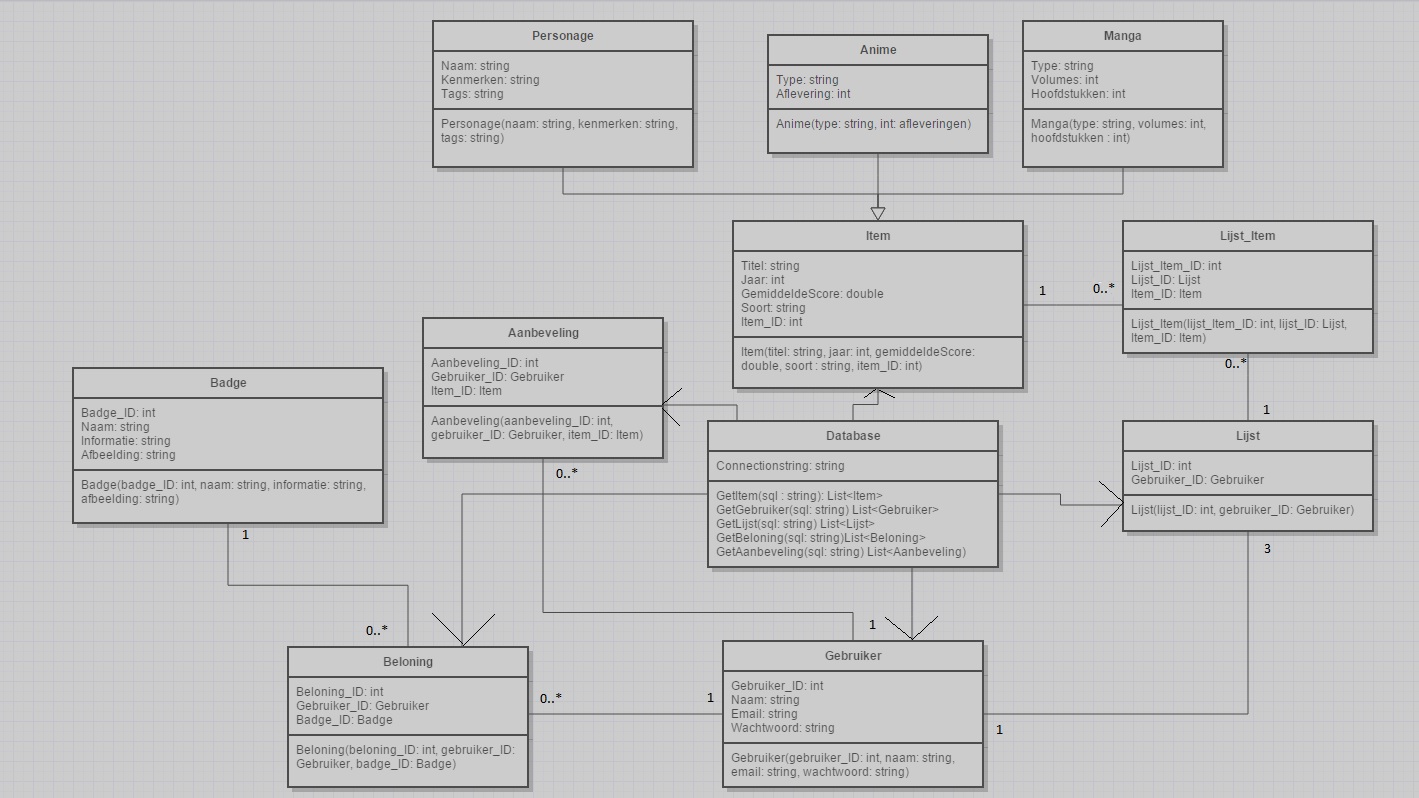 Personage
Naam: string
Kenmerken: string
Tags: string
Personage(naam: string, kenmerken: string,
tags: string)
Anime
Type: string
Aflevering: int
Anime(type: string, int: afleveringen)
Manga
Type: string
Volumes: int
Hoofdstukken: int
Manga(type: string, volumes: int,
hoofdstukken : int)
Item
Titel: string
Jaar: int
GemiddeldeScore: double
Soort: string
Item_ID: int
Item(titel: string, jaar: int, gemiddeldeScore:
double, soort : string, item_ID: int)
1
0..*
Lijst_Item
Lijst_Item_ID: int
Lijst_ID: Lijst
Item_ID: Item
Lijst_Item(lijst_Item_ID: int, lijst_ID: Lijst,
Item_ID: Item)
0..*
1
Aanbeveling
Aanbeveling_ID: int
Gebruiker_ID: Gebruiker
Item_ID: Item
Aanbeveling(aanbeveling_ID: int,
gebruiker_ID: Gebruiker, item_ID: Item)
0..*
Badge
Badge_ID: int
Naam: string
Informatie: string
Afbeelding: string
Badge(badge_ID: int, naam: string, informatie: string,
afbeelding: string)
1
0..*
Database
Connectionstring: string
GetItem(sql : string): List<Item>
GetGebruiker(sql: string) List<Gebruiker>
GetLijst(sql: string) List<Lijst>
GetBeloning(sql: string)List<Beloning>
GetAanbeveling(sql: string) List<Aanbeveling)
Lijst
Lijst_ID: int
Gebruiker_ID: Gebruiker
Lijst(lijst_ID: int, gebruiker_ID: Gebruiker)
3
1
Beloning
Beloning_ID: int
Gebruiker_ID: Gebruiker
Badge_ID: Badge
Beloning(beloning_ID: int, gebruiker_ID:
Gebruiker, badge_ID: Badge)
0..*
1
Gebruiker
Gebruiker_ID: int
Naam: string
Email: string
Wachtwoord: string
Gebruiker(gebruiker_ID: int, naam: string,
email: string, wachtwoord: string)
1